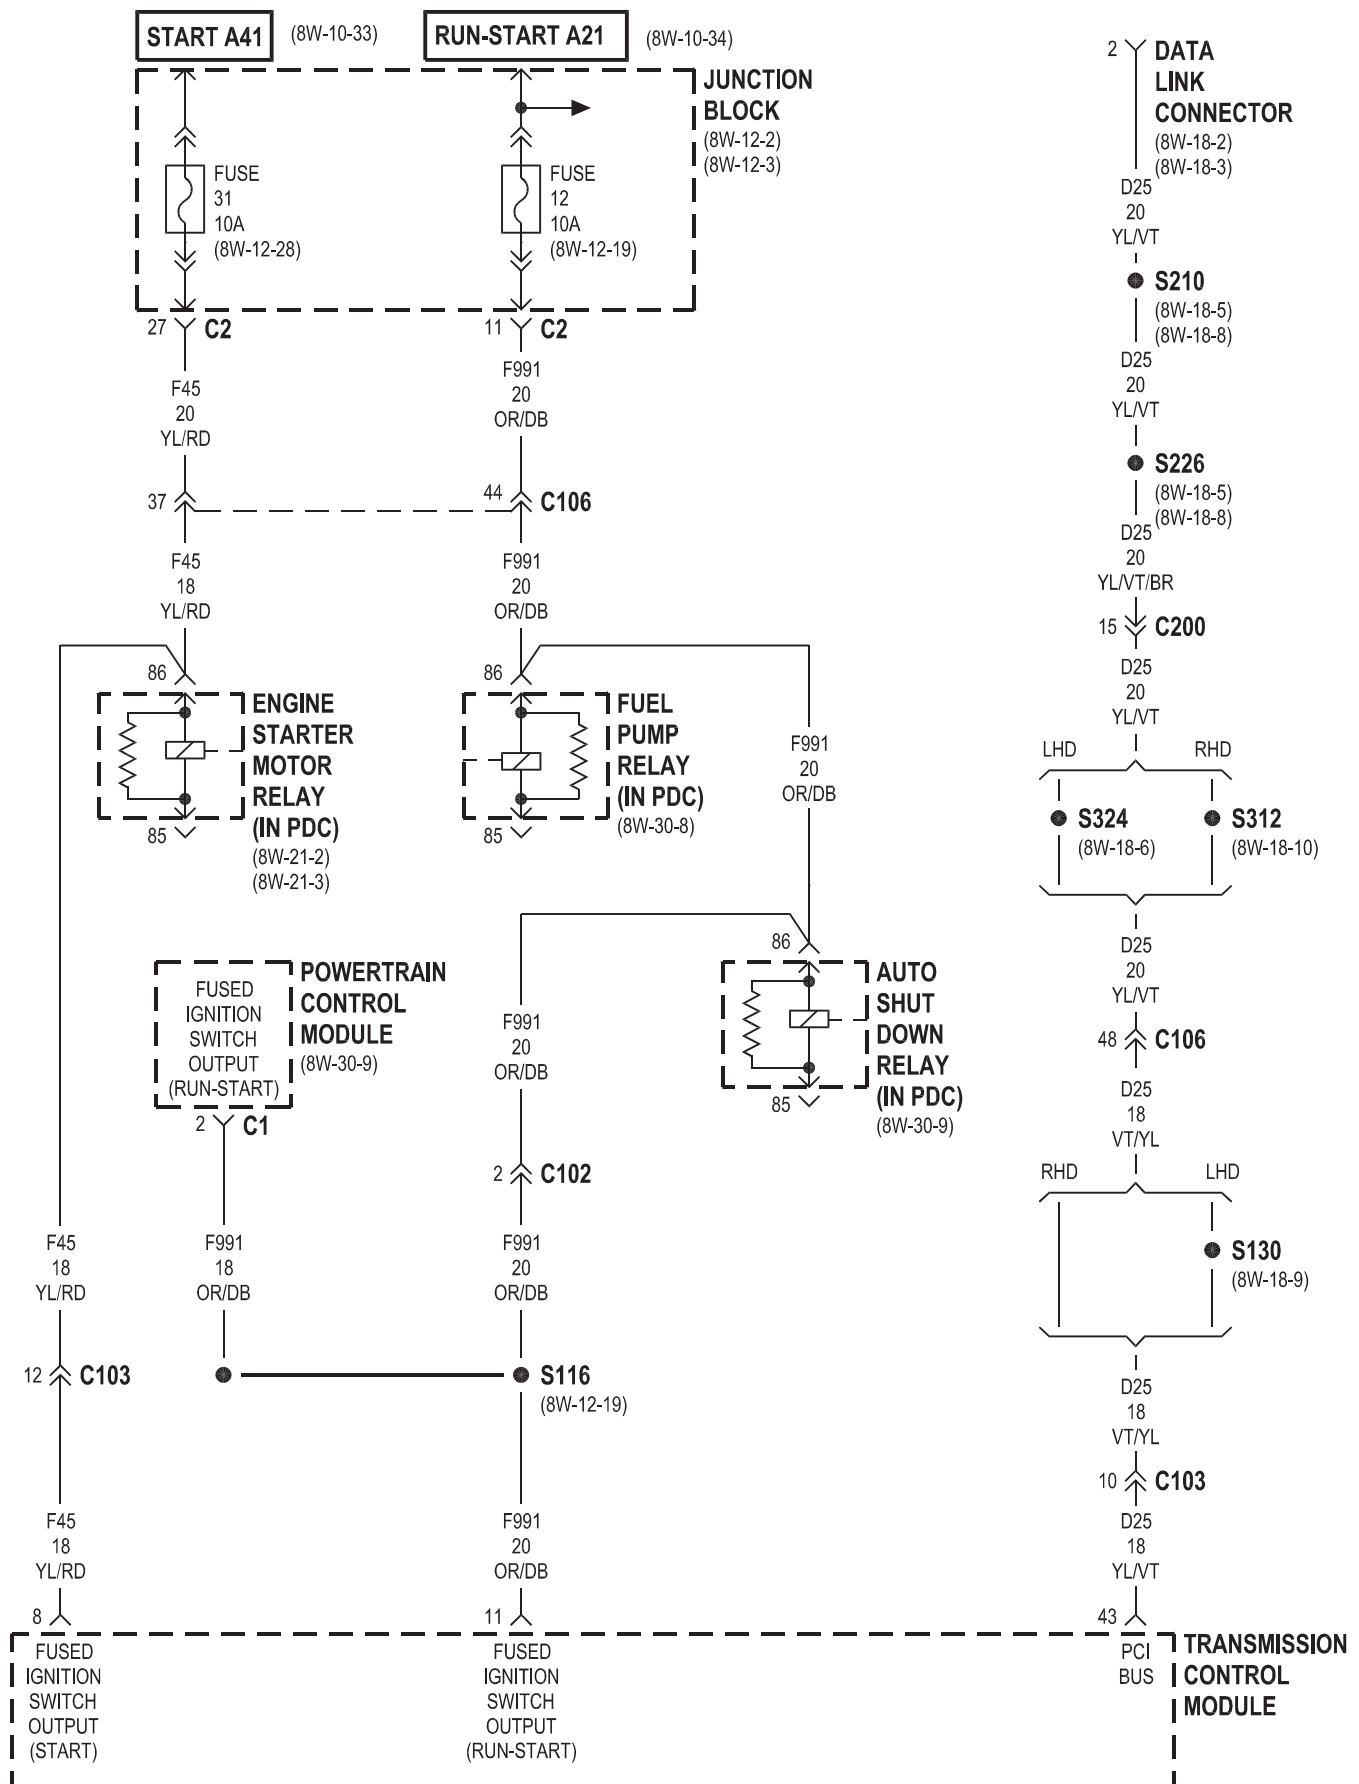 START A41
(8W-10-33)
RUN-START A21
(8W-10-34)
JUNCTION
BLOCK
(8W-12-2)
(8W-12-3)
FUSE
31
10A
(8W-12-28)
FUSE
12
10A
(8W-12-19)
27
C2
11
C2
F45
20
YL/RD
F991
20
OR/DB
37
44
C106
F45
18
YL/RD
F991
20
OR/DB
86
ENGINE
STARTER
MOTOR
RELAY
(IN PDC)
(8W-21-2)
(8W-21-3)
85
86
FUEL
PUMP
RELAY
(IN PDC)
(8W-30-8)
85
F991
20
OR/DB
86
AUTO
SHUT
DOWN
RELAY
(IN PDC)
(8W-30-9)
85
FUSED
IGNITION
SWITCH
OUTPUT
(RUN-START)
POWERTRAIN
CONTROL
MODULE
(8W-30-9)
2
C1
F991
20
OR/DB
2
C102
F45
18
YL/RD
F991
18
OR/DB
F991
20
OR/DB
12
C103
S116
(8W-12-19)
F45
18
YL/RD
F991
20
OR/DB
8
11
FUSED
IGNITION
SWITCH
OUTPUT
(START)
FUSED
IGNITION
SWITCH
OUTPUT
(RUN-START)
2
DATA
LINK
CONNECTOR
(8W-18-2)
(8W-18-3)
D25
20
YL/VT
S210
(8W-18-5)
(8W-18-8)
D25
20
YL/VT
S226
(8W-18-5)
(8W-18-8)
D25
20
YL/VT/BR
15
C200
D25
20
YL/VT
LHD
RHD
S324
(8W-18-6)
S312
(8W-18-10)
D25
20
YL/VT
48
C106
D25
18
VT/YL
RHD
LHD
S130
(8W-18-9)
D25
18
VT/YL
10
C103
D25
18
YL/VT
43
PCI
BUS
TRANSMISSION
CONTROL
MODULE